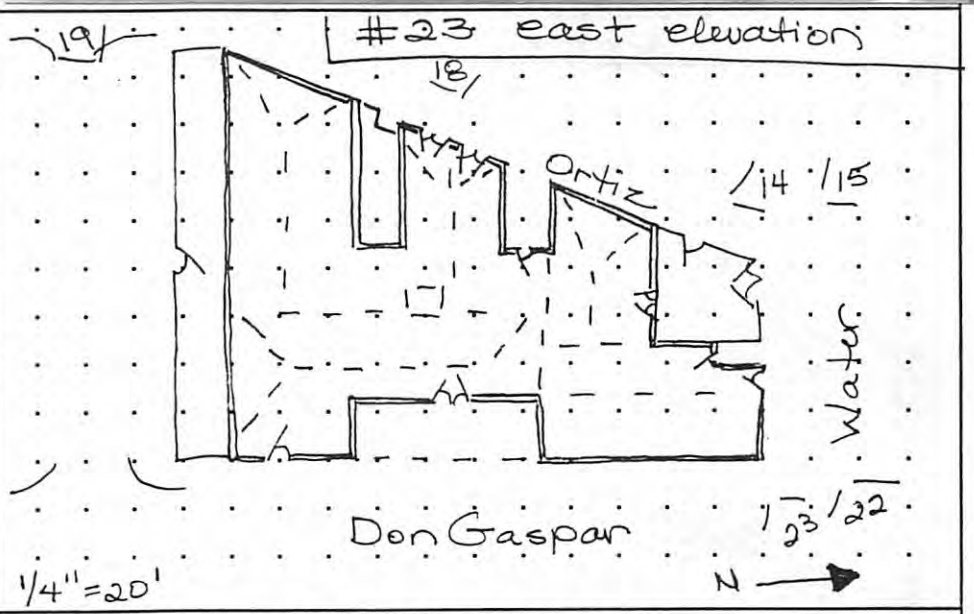 19
#23 east elevation
18
Ortiz
14
15
Water
23
22
Don Gaspar
N
1/4"=20'